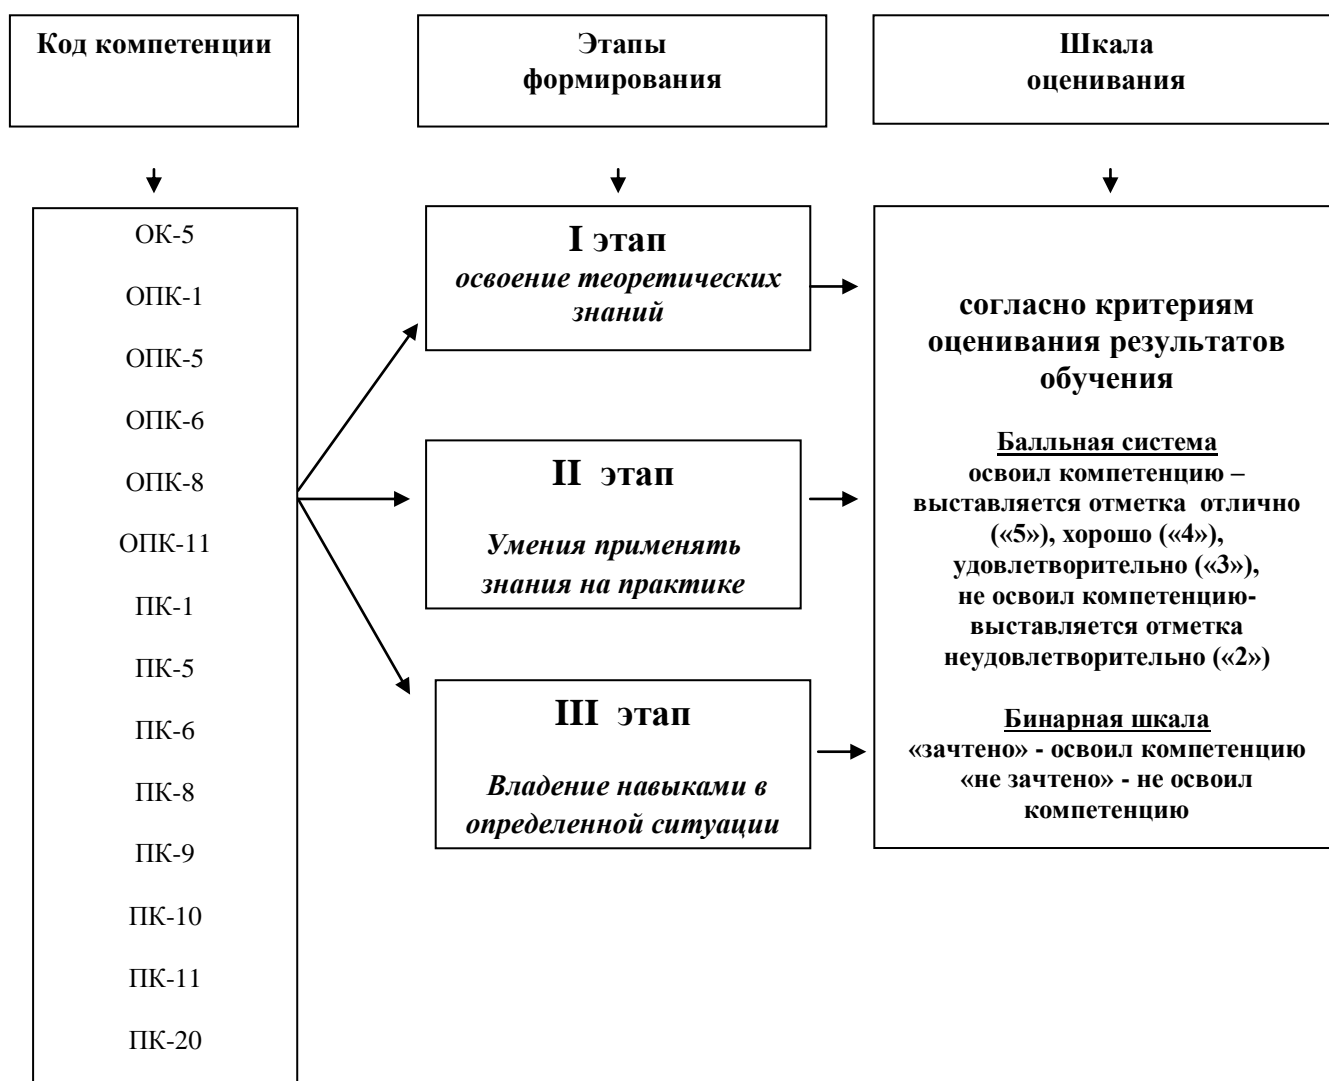 Код компетенции
Этапы
формирования
Шкала
оценивания
ОК-5
ОПК-1
ОПК-5
ОПК-6
ОПК-8
ОПК-11
ПК-1
ПК-5
ПК-6
ПК-8
ПК-9
ПК-10
ПК-11
ПК-20
I этап
освоение теоретических
знаний
II этап
Умения применять
знания на практике
III этап
Владение навыками в
определенной ситуации
согласно критериям
оценивания результатов
обучения
Балльная система
освоил компетенцию –
выставляется отметка отлично
(«5»), хорошо («4»),
удовлетворительно («3»),
не освоил компетенцию-
выставляется отметка
неудовлетворительно («2»)
Бинарная шкала
«зачтено» - освоил компетенцию
«не зачтено» - не освоил
компетенцию